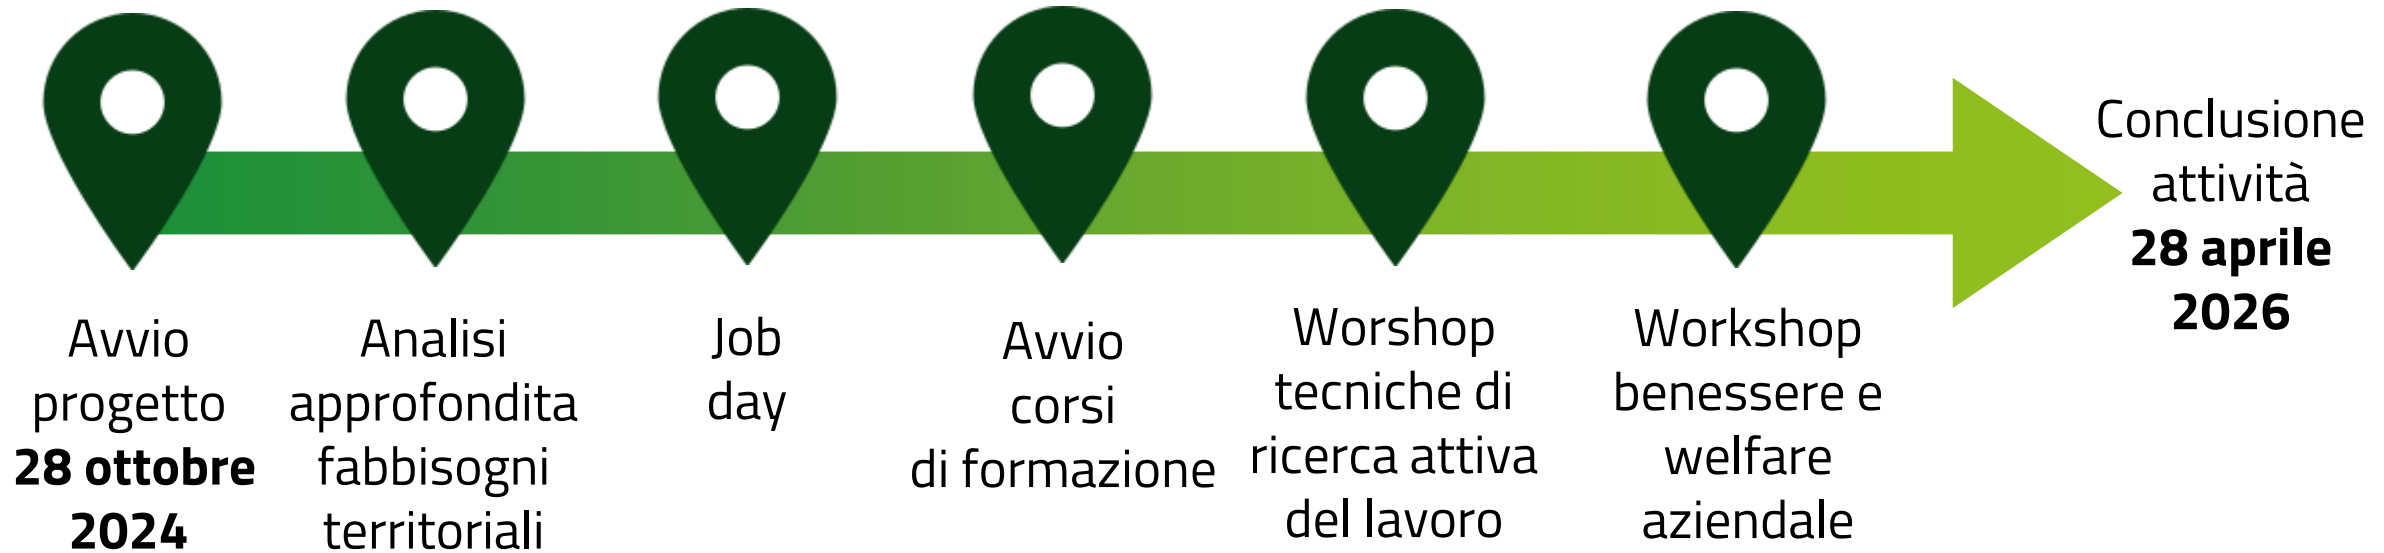 Avvio
progetto
28 ottobre
2024
Analisi
approfondita
fabbisogni
territoriali
Job
day
Avvio
corsi
di formazione
Worshop
tecniche di
ricerca attiva
del lavoro
Workshop
benessere e
welfare
aziendale
Conclusione
attività
28 aprile
2026